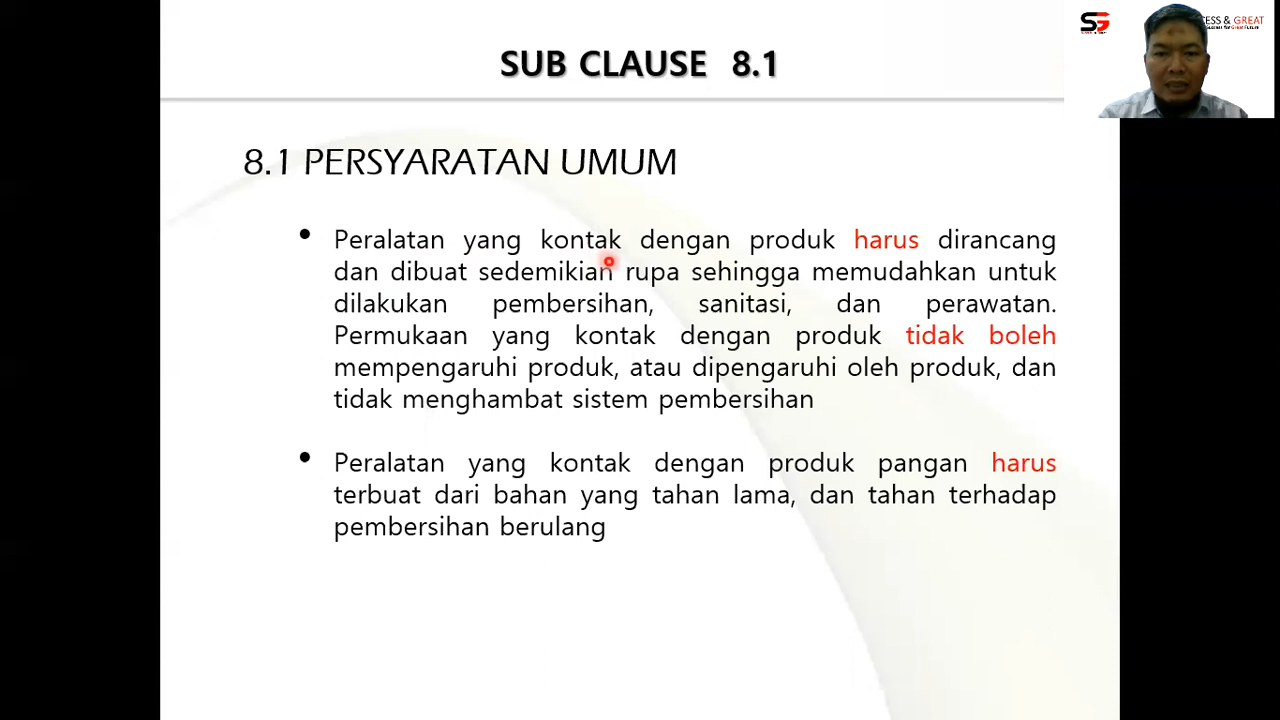 SUB CLAUSE 8.1
SG
CESS & GREAT
8.1 PERSYARATAN UMUM
• Peralatan yang kontak dengan produk harus dirancang
dan dibuat sedemikian rupa sehingga memudahkan untuk
dilakukan pembersihan, sanitasi, dan perawatan.
Permukaan yang kontak dengan produk tidak boleh
mempengaruhi produk, atau dipengaruhi oleh produk, dan
tidak menghambat sistem pembersihan
• Peralatan yang kontak dengan produk pangan harus
terbuat dari bahan yang tahan lama, dan tahan terhadap
pembersihan berulang